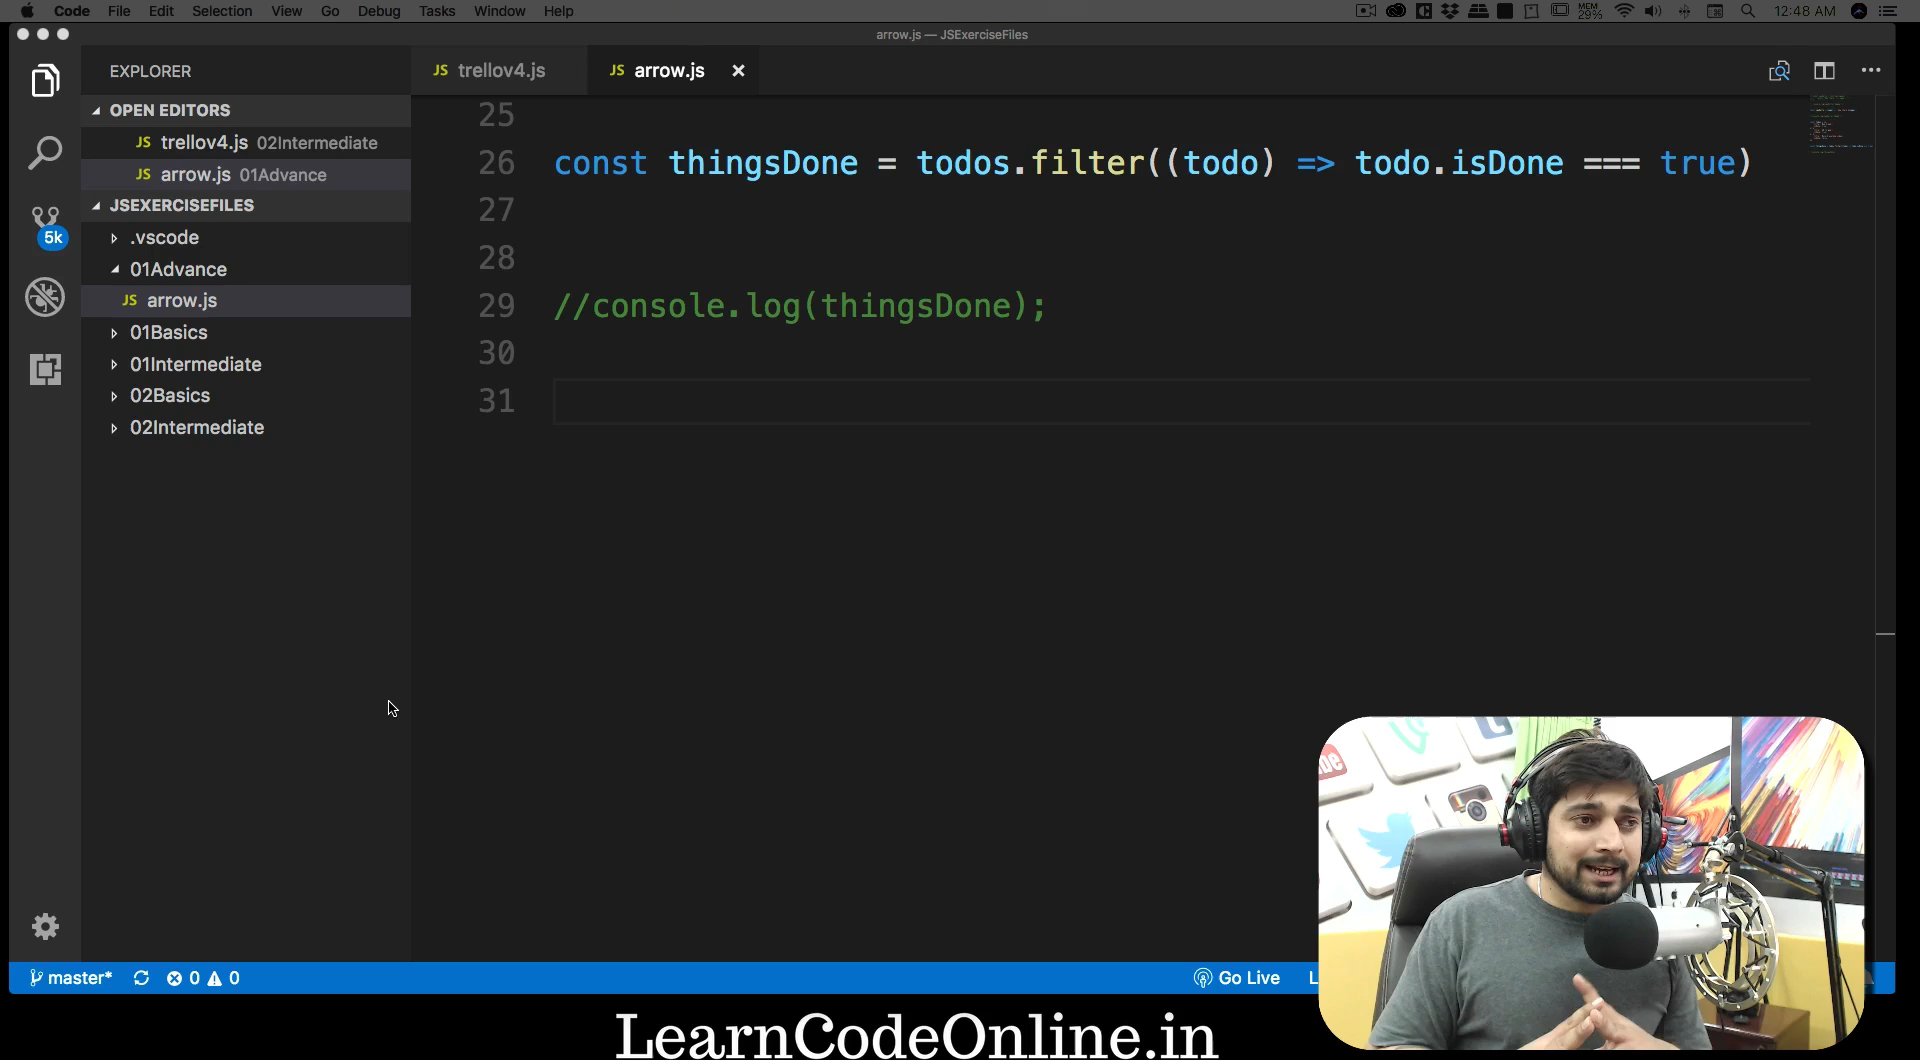 Code File Edit Selection View Go Debug Tasks Window Help
MEM 29% 12:48 AM
arrow.js — JSExerciseFiles
EXPLORER
JS trellov4.js
JS arrow.js ×
OPEN EDITORS
JS trellov4.js 02Intermediate
JS arrow.js 01Advance
JSEXERCISEFILES
.vscode
01Advance
JS arrow.js
01Basics
01Intermediate
02Basics
02Intermediate
5k
25
26 const thingsDone = todos.filter((todo) => todo.isDone === true)
27
28
29 //console.log(thingsDone);
30
31
master* 0 0
Go Live L
LearnCodeOnline.in